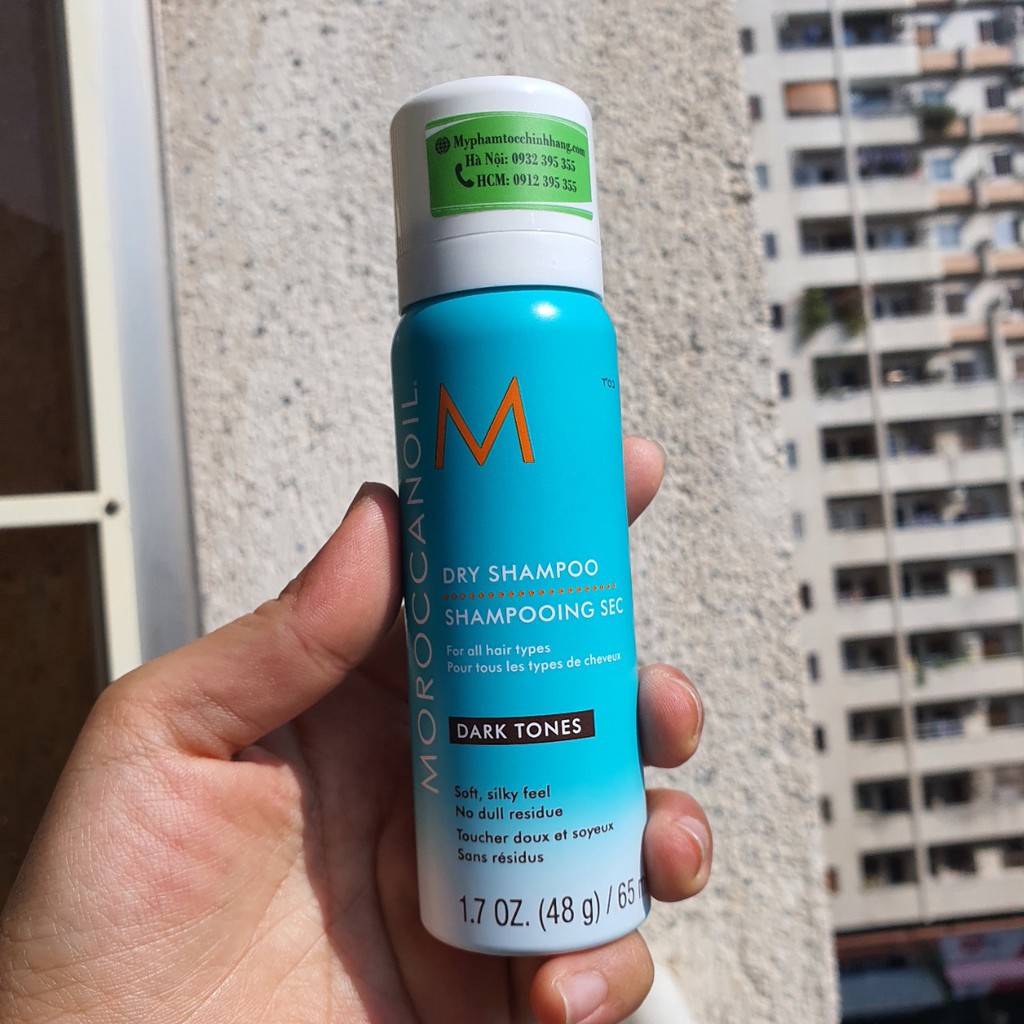 Myphamtocchinhhang.com
Hà Nội: 0932 395 355
HCM: 0912 395 355
M
MOROCCANOIL.
DRY SHAMPOO
SHAMPOOING SEC
For all hair types
Pour tous les types de cheveux
DARK TONES
Soft, silky feel
No dull residue
Toucher doux et soyeux
Sans résidus
1.7 OZ. (48 g) / 65